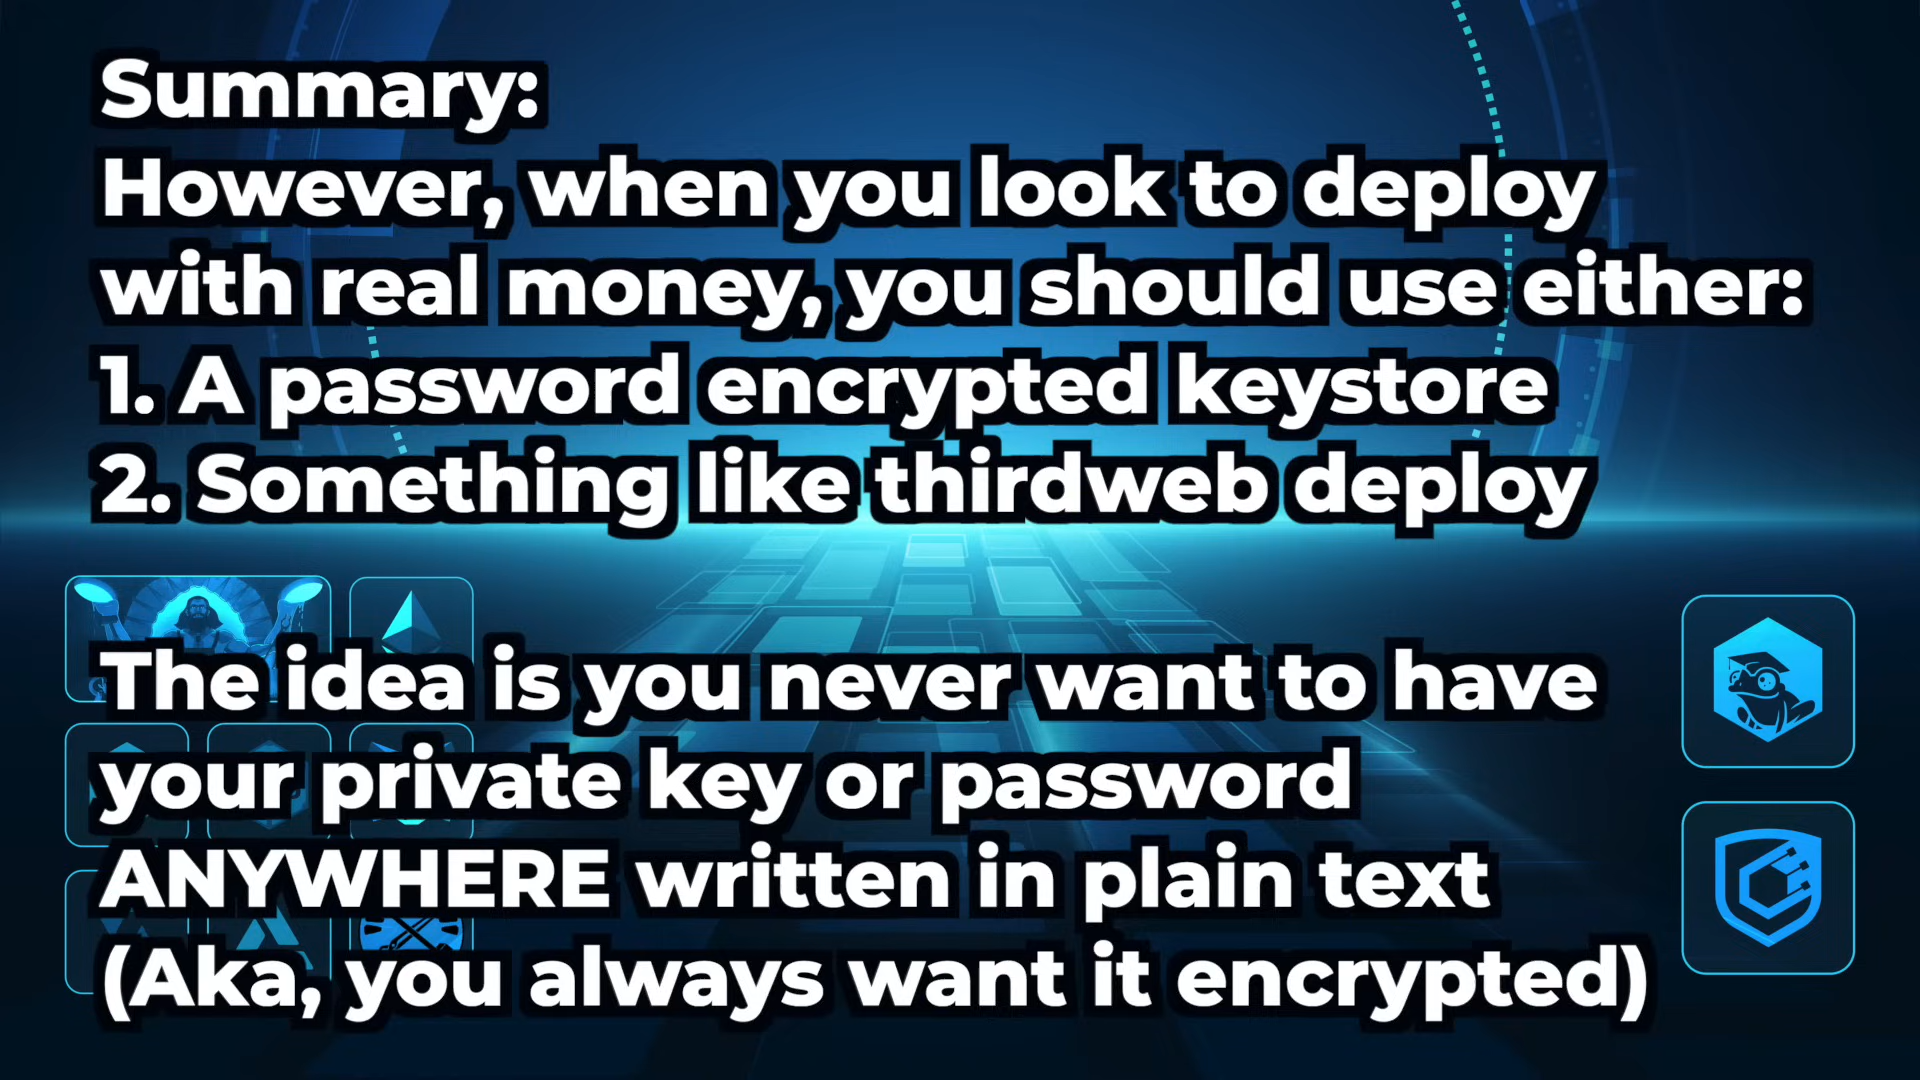 Summary:
However, when you look to deploy
with real money, you should use either:
1. A password encrypted keystore
2. Something like thirdweb deploy
The idea is you never want to have
your private key or password
ANYWHERE written in plain text
(Aka, you always want it encrypted)